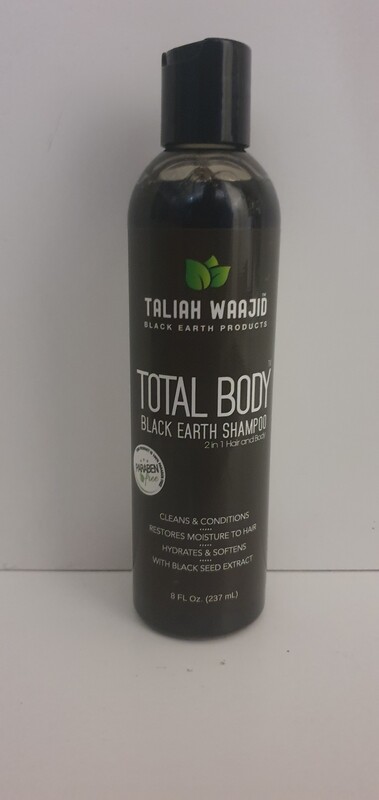 TALIAH WAAJID™
BLACK EARTH PRODUCTS
TOTAL BODY
BLACK EARTH SHAMPOO
2 in 1 Hair and Body
PARABEN
free
CLEANS & CONDITIONS
RESTORES MOISTURE TO HAIR
HYDRATES & SOFTENS
WITH BLACK SEED EXTRACT
8 FL Oz. (237 mL)